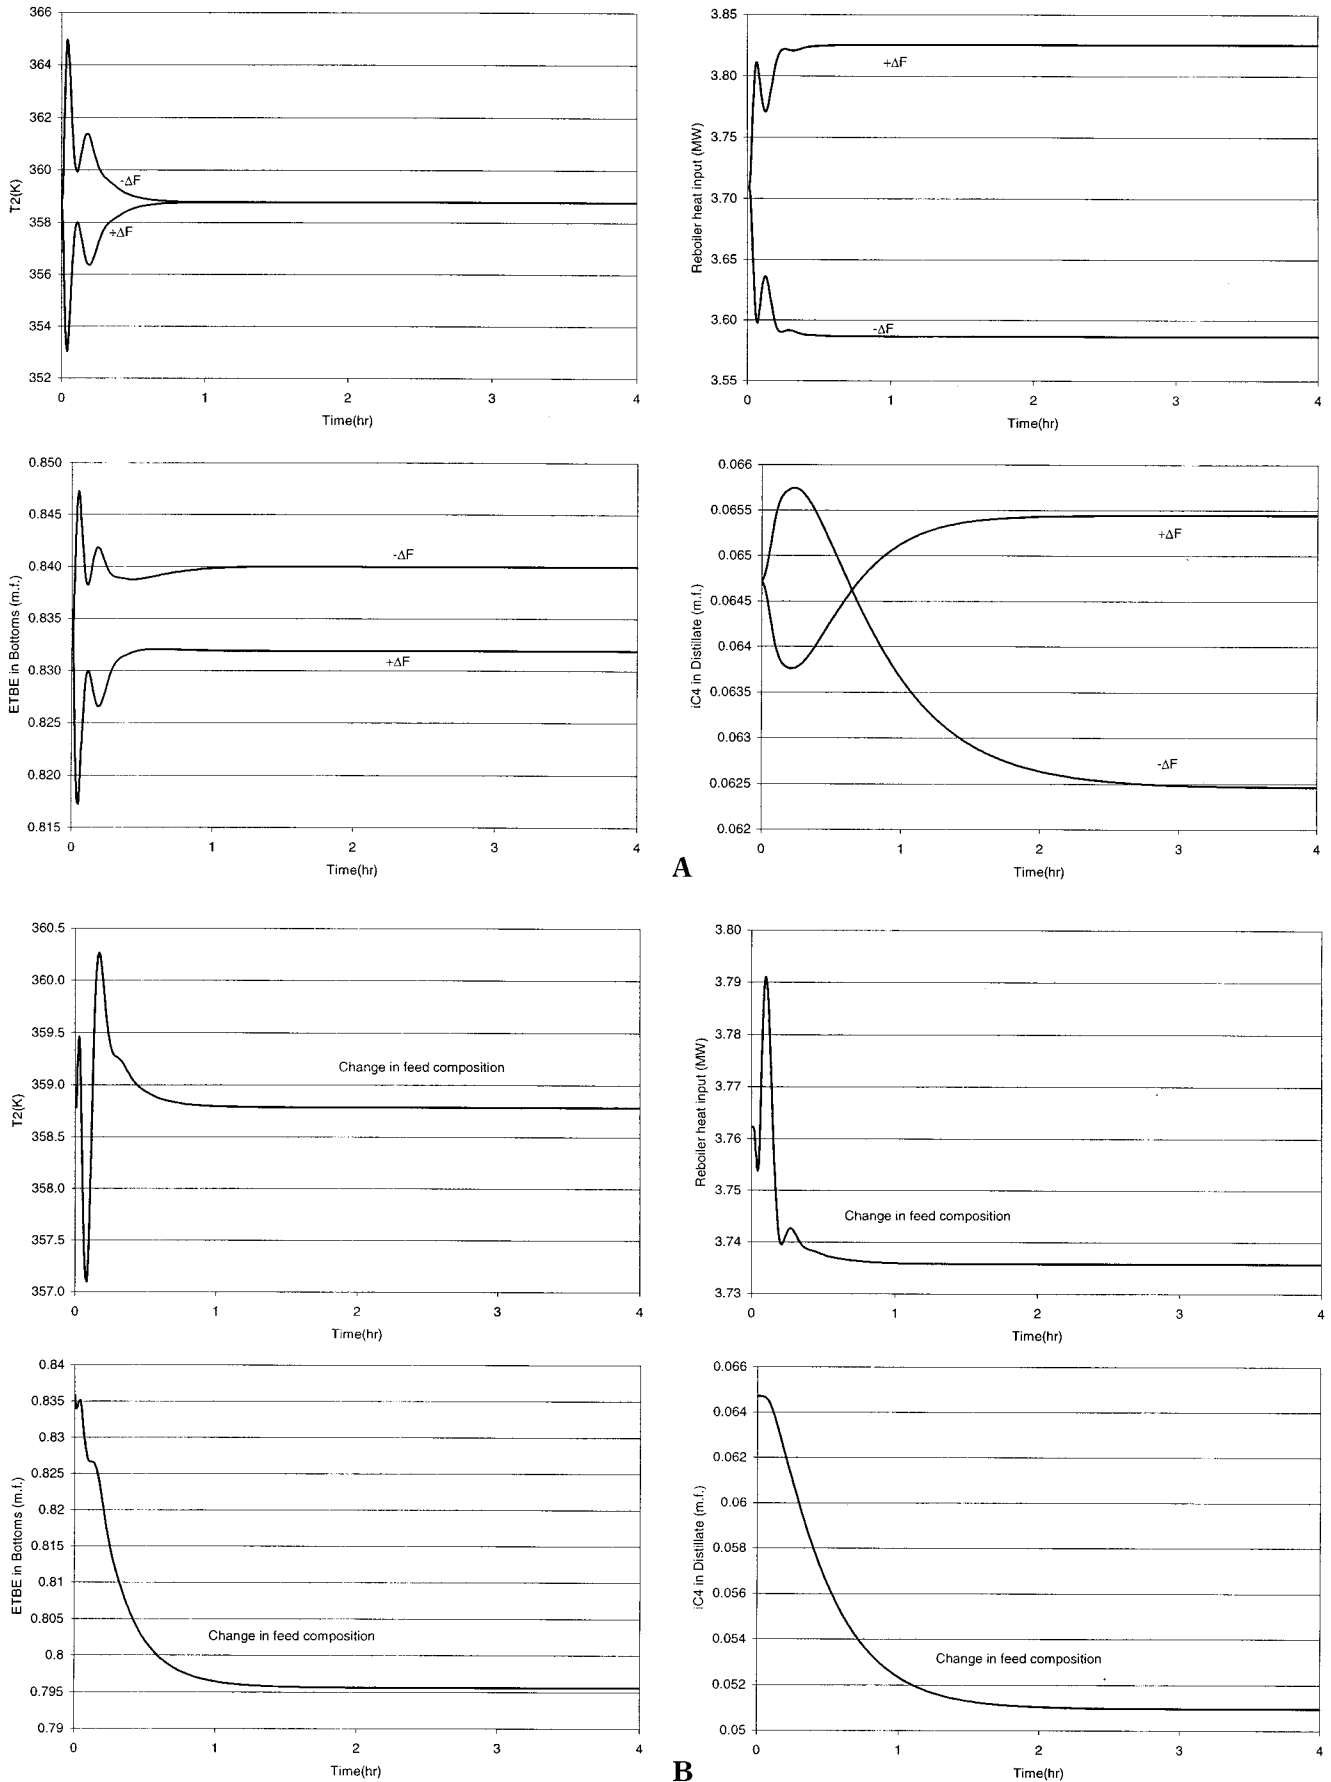 366
364
362
360
358
356
354
352
T2(K)
-ΔF
+ΔF
0 1 2 3 4
Time(hr)
3.85
3.80
3.75
3.70
3.65
3.60
3.55
Reboiler heat input (MW)
+ΔF
-ΔF
0 1 2 3 4
Time(hr)
0.850
0.845
0.840
0.835
0.830
0.825
0.820
0.815
ETBE in Bottoms (m.f.)
-ΔF
+ΔF
0 1 2 3 4
Time(hr)
0.066
0.0655
0.065
0.0645
0.064
0.0635
0.063
0.0625
0.062
iC4 in Distillate (m.f.)
+ΔF
-ΔF
0 1 2 3 4
Time(hr)
A
360.5
360.0
359.5
359.0
358.5
358.0
357.5
357.0
T2(K)
Change in feed composition
0 1 2 3 4
Time(hr)
3.80
3.79
3.78
3.77
3.76
3.75
3.74
3.73
Reboiler heat input (MW)
Change in feed composition
0 1 2 3 4
Time(hr)
0.84
0.835
0.83
0.825
0.82
0.815
0.81
0.805
0.8
0.795
0.79
ETBE in Bottoms (m.f.)
Change in feed composition
0 1 2 3 4
Time(hr)
0.066
0.064
0.062
0.06
0.058
0.056
0.054
0.052
0.05
iC4 in Distillate (m.f.)
Change in feed composition
0 1 2 3 4
Time(hr)
B